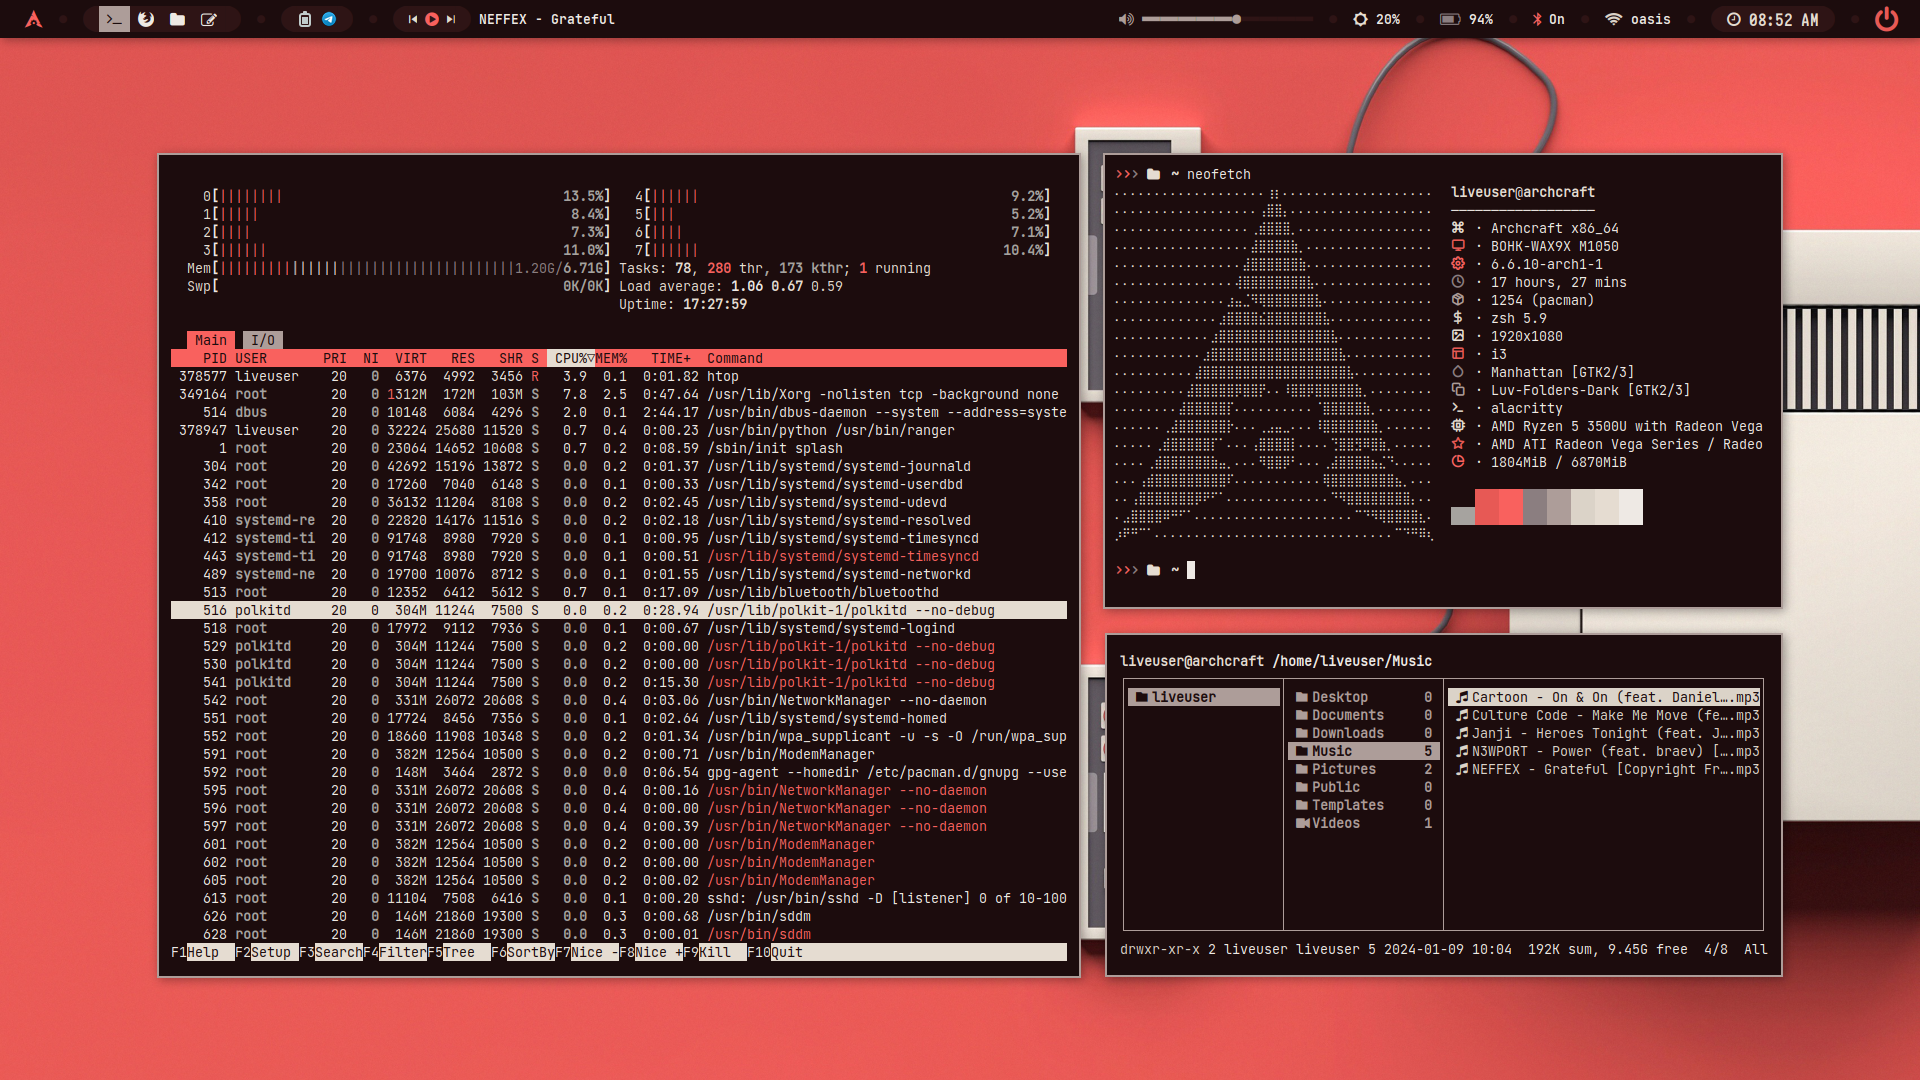 NEFFEX - Grateful
20%
94%
On
oasis
08:52 AM
0[ 13.5%] 4[ 9.2%]
1[ 8.4%] 5[ 5.2%]
2[ 7.3%] 6[ 7.1%]
3[ 11.0%] 7[ 10.4%]
Mem[ 1.20G/6.71G] Tasks: 78, 280 thr, 173 kthr; 1 running
Swp[ 0K/0K] Load average: 1.06 0.67 0.59
Uptime: 17:27:59
Main I/O
PID USER PRI NI VIRT RES SHR S CPU%▽MEM% TIME+ Command
378577 liveuser 20 0 6376 4992 3456 R 3.9 0.1 0:01.82 htop
349164 root 20 0 1312M 172M 103M S 7.8 2.5 0:47.64 /usr/lib/Xorg -nolisten tcp -background none
514 dbus 20 0 10148 6084 4296 S 2.0 0.1 2:44.17 /usr/bin/dbus-daemon --system --address=syste
378947 liveuser 20 0 32224 25680 11520 S 0.7 0.4 0:00.23 /usr/bin/python /usr/bin/ranger
1 root 20 0 23064 14652 10608 S 0.7 0.2 0:08.59 /sbin/init splash
304 root 20 0 42692 15196 13872 S 0.0 0.2 0:01.37 /usr/lib/systemd/systemd-journald
342 root 20 0 17260 7040 6148 S 0.0 0.1 0:00.33 /usr/lib/systemd/systemd-userdbd
358 root 20 0 36132 11204 8108 S 0.0 0.2 0:02.45 /usr/lib/systemd/systemd-udevd
410 systemd-re 20 0 22820 14176 11516 S 0.0 0.2 0:02.18 /usr/lib/systemd/systemd-resolved
412 systemd-ti 20 0 91748 8980 7920 S 0.0 0.1 0:00.95 /usr/lib/systemd/systemd-timesyncd
443 systemd-ti 20 0 91748 8980 7920 S 0.0 0.1 0:00.51 /usr/lib/systemd/systemd-timesyncd
489 systemd-ne 20 0 19700 10076 8712 S 0.0 0.1 0:01.55 /usr/lib/systemd/systemd-networkd
513 root 20 0 12352 6412 5612 S 0.7 0.1 0:17.09 /usr/lib/bluetooth/bluetoothd
516 polkitd 20 0 304M 11244 7500 S 0.0 0.2 0:28.94 /usr/lib/polkit-1/polkitd --no-debug
518 root 20 0 17972 9112 7936 S 0.0 0.1 0:00.67 /usr/lib/systemd/systemd-logind
529 polkitd 20 0 304M 11244 7500 S 0.0 0.2 0:00.00 /usr/lib/polkit-1/polkitd --no-debug
530 polkitd 20 0 304M 11244 7500 S 0.0 0.2 0:00.00 /usr/lib/polkit-1/polkitd --no-debug
541 polkitd 20 0 304M 11244 7500 S 0.0 0.2 0:15.30 /usr/lib/polkit-1/polkitd --no-debug
542 root 20 0 331M 26072 20608 S 0.0 0.4 0:03.06 /usr/bin/NetworkManager --no-daemon
551 root 20 0 17724 8456 7356 S 0.0 0.1 0:02.64 /usr/lib/systemd/systemd-homed
552 root 20 0 18660 11908 10348 S 0.0 0.2 0:01.34 /usr/bin/wpa_supplicant -u -s -O /run/wpa_sup
591 root 20 0 382M 12564 10500 S 0.0 0.2 0:00.71 /usr/bin/ModemManager
592 root 20 0 148M 3464 2872 S 0.0 0.0 0:06.54 gpg-agent --homedir /etc/pacman.d/gnupg --use
595 root 20 0 331M 26072 20608 S 0.0 0.4 0:00.16 /usr/bin/NetworkManager --no-daemon
596 root 20 0 331M 26072 20608 S 0.0 0.4 0:00.00 /usr/bin/NetworkManager --no-daemon
597 root 20 0 331M 26072 20608 S 0.0 0.4 0:00.39 /usr/bin/NetworkManager --no-daemon
601 root 20 0 382M 12564 10500 S 0.0 0.2 0:00.00 /usr/bin/ModemManager
602 root 20 0 382M 12564 10500 S 0.0 0.2 0:00.00 /usr/bin/ModemManager
605 root 20 0 382M 12564 10500 S 0.0 0.2 0:00.02 /usr/bin/ModemManager
613 root 20 0 11104 7508 6416 S 0.0 0.1 0:00.20 sshd: /usr/bin/sshd -D [listener] 0 of 10-100
626 root 20 0 146M 21860 19300 S 0.0 0.3 0:00.68 /usr/bin/sddm
628 root 20 0 146M 21860 19300 S 0.0 0.3 0:00.01 /usr/bin/sddm
F1Help F2Setup F3SearchF4FilterF5Tree F6SortByF7Nice -F8Nice +F9Kill F10Quit
~ neofetch
liveuser@archcraft
· Archcraft x86_64
· BOHK-WAX9X M1050
· 6.6.10-arch1-1
· 17 hours, 27 mins
· 1254 (pacman)
· zsh 5.9
· 1920x1080
· i3
· Manhattan [GTK2/3]
· Luv-Folders-Dark [GTK2/3]
· alacritty
· AMD Ryzen 5 3500U with Radeon Vega
· AMD ATI Radeon Vega Series / Radeo
· 1804MiB / 6870MiB
~
liveuser@archcraft /home/liveuser/Music
liveuser
Desktop 0
Documents 0
Downloads 0
Music 5
Pictures 2
Public 0
Templates 0
Videos 1
Cartoon - On & On (feat. Daniel….mp3
Culture Code - Make Me Move (fe….mp3
Janji - Heroes Tonight (feat. J….mp3
N3WPORT - Power (feat. braev) [….mp3
NEFFEX - Grateful [Copyright Fr….mp3
drwxr-xr-x 2 liveuser liveuser 5 2024-01-09 10:04 192K sum, 9.45G free 4/8 All